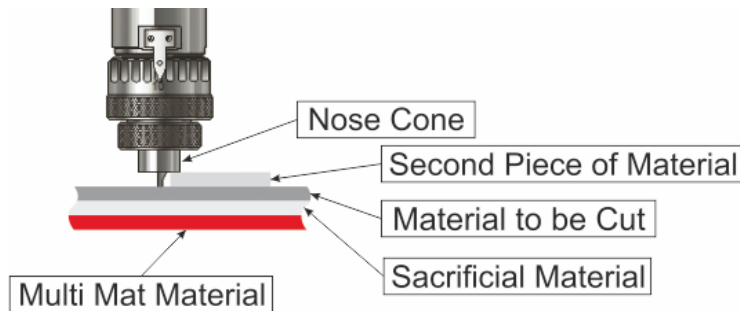 Nose Cone
Second Piece of Material
Material to be Cut
Sacrificial Material
Multi Mat Material